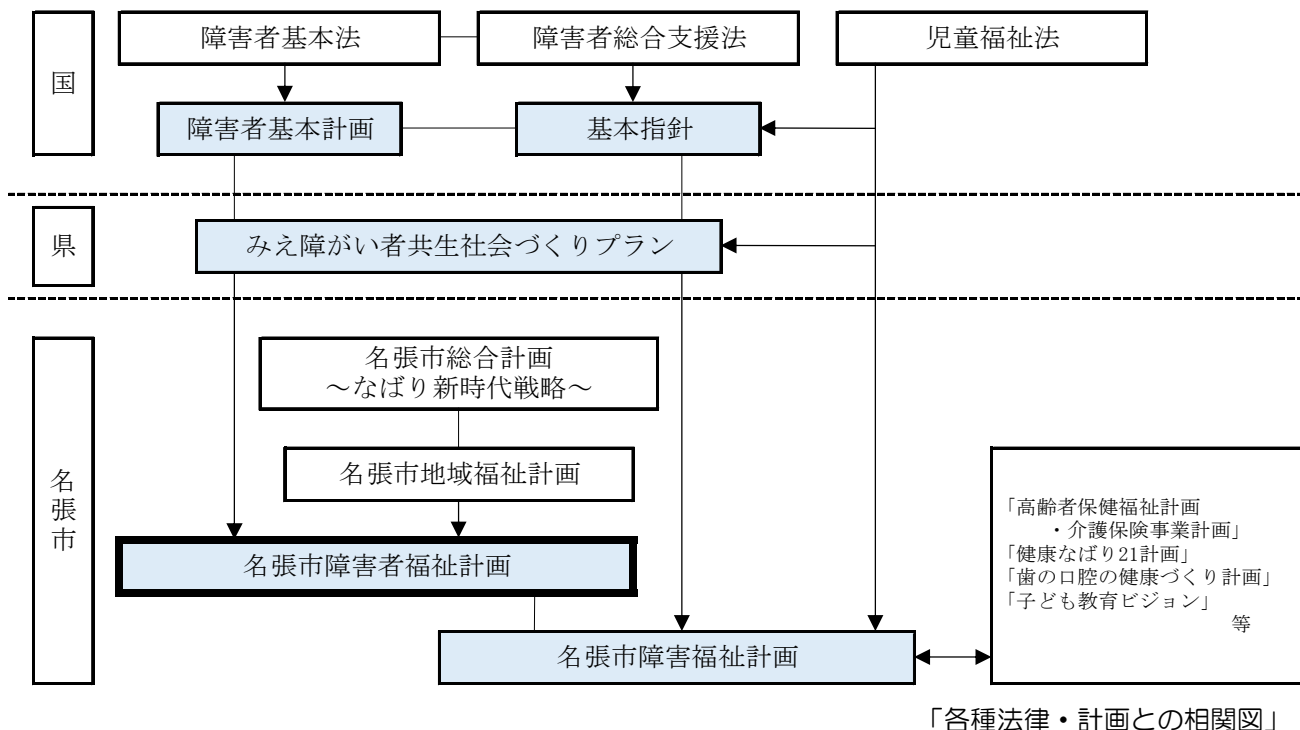 国
障害者基本法
障害者総合支援法
児童福祉法
障害者基本計画
基本指針
県
みえ障がい者共生社会づくりプラン
名張市
名張市総合計画
～なばり新時代戦略～
名張市地域福祉計画
名張市障害者福祉計画
名張市障害福祉計画
「高齢者保健福祉計画
・介護保険事業計画」
「健康なばり21計画」
「歯の口腔の健康づくり計画」
「子ども教育ビジョン」
等
「各種法律・計画との相関図」